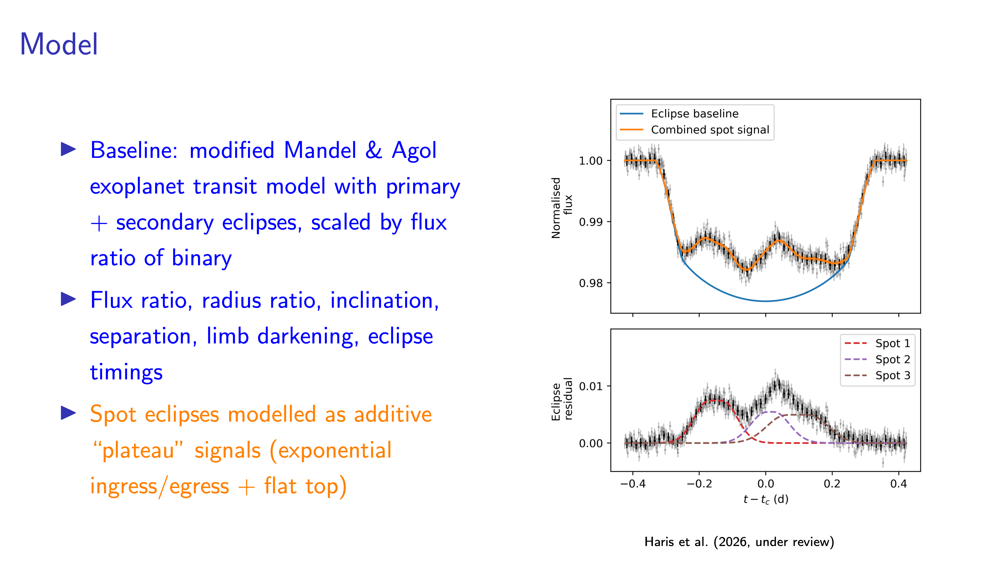 Model
Baseline: modified Mandel & Agol
exoplanet transit model with primary
+ secondary eclipses, scaled by flux
ratio of binary
Flux ratio, radius ratio, inclination,
separation, limb darkening, eclipse
timings
Spot eclipses modelled as additive
“plateau” signals (exponential
ingress/egress + flat top)
Eclipse baseline
Combined spot signal
Normalised
flux
1.00
0.99
0.98
Spot 1
Spot 2
Spot 3
Eclipse
residual
0.01
0.00
−0.4
−0.2
0.0
0.2
0.4
t − tc (d)
Haris et al. (2026, under review)